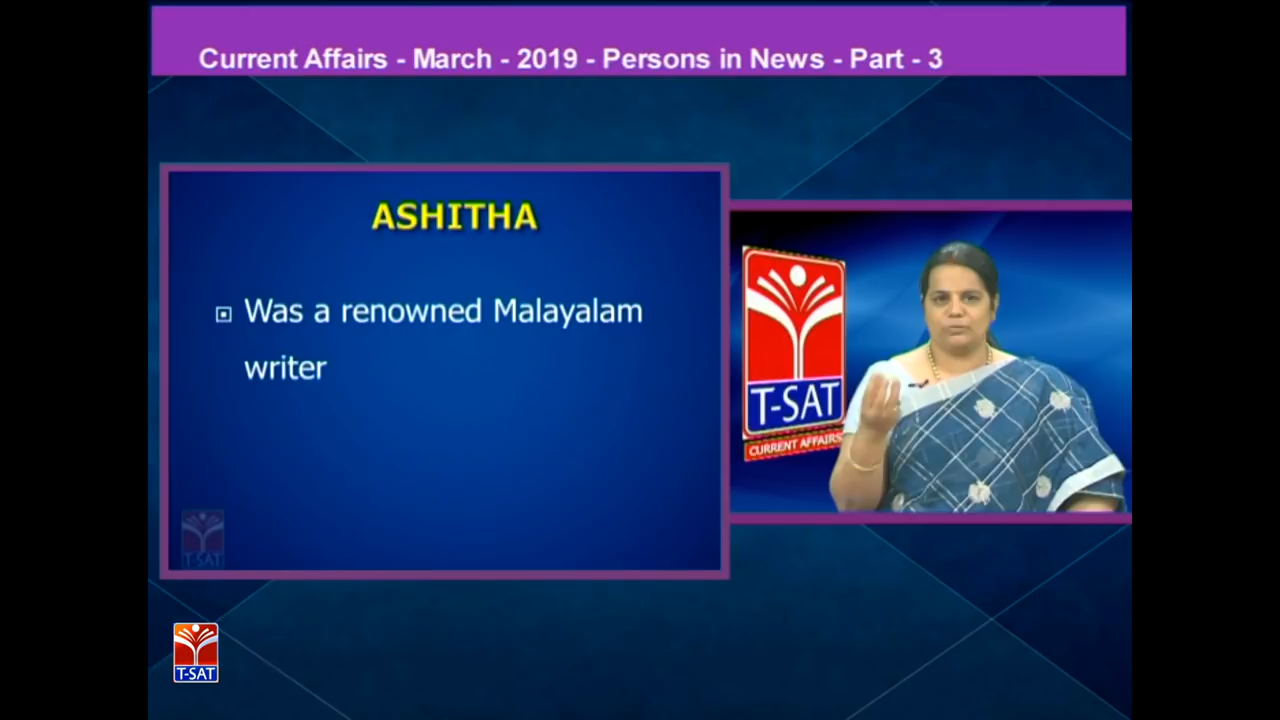 Current Affairs - March - 2019 - Persons in News - Part - 3
ASHITHA
Was a renowned Malayalam
writer
T-SAT
CURRENT AFFAIRS
T-SAT
T-SAT